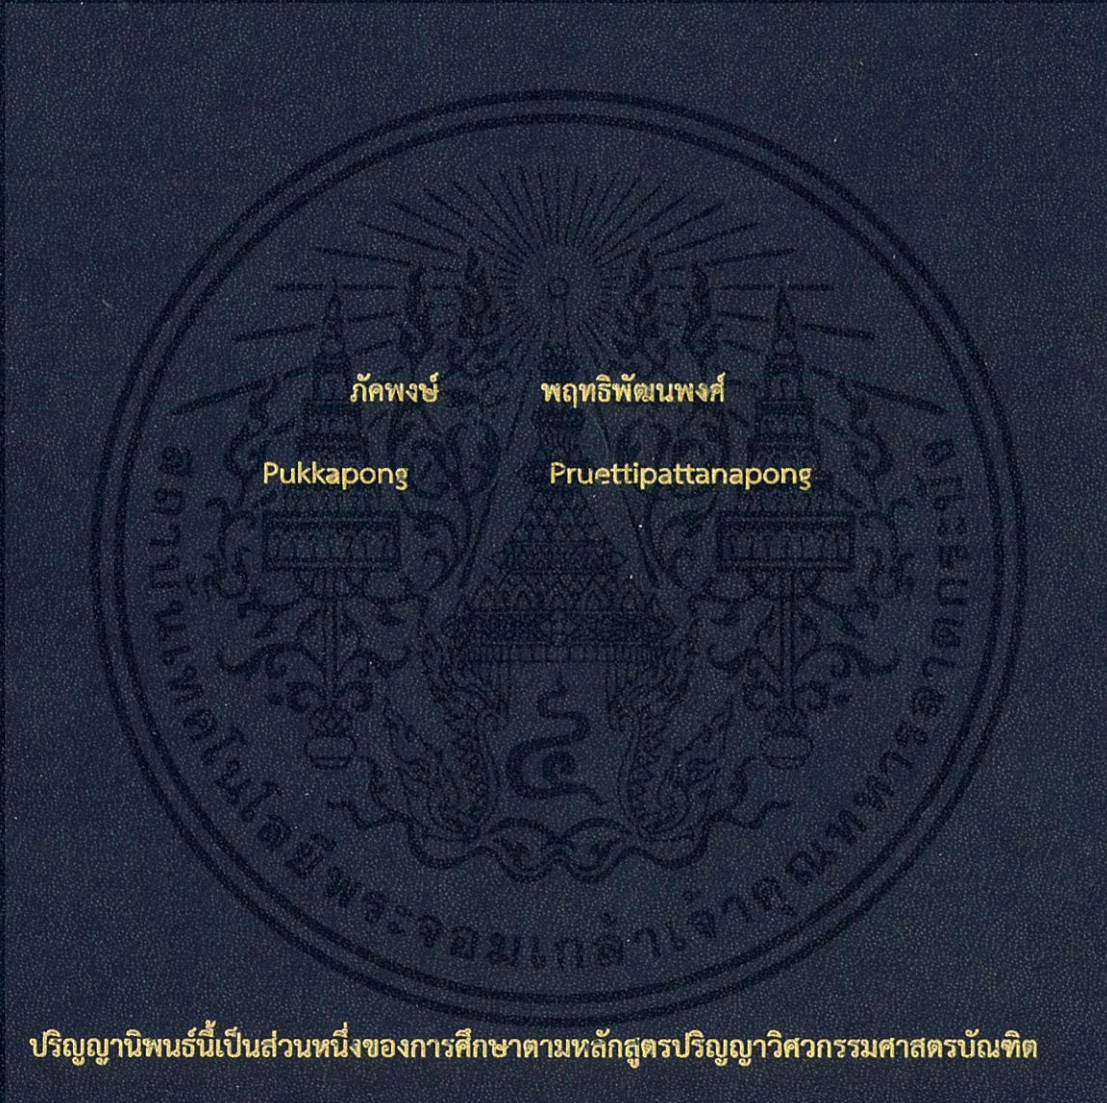 ภัคพงษ์ พฤทธิพัฒนพงศ์
Pukkapong Pruettipattanapong
สถาบันเทคโนโลยีพระจอมเกล้าเจ้าคุณทหารลาดกระบัง
ปริญญานิพนธ์นี้เป็นส่วนหนึ่งของการศึกษาตามหลักสูตรปริญญาวิศวกรรมศาสตรบัณฑิต